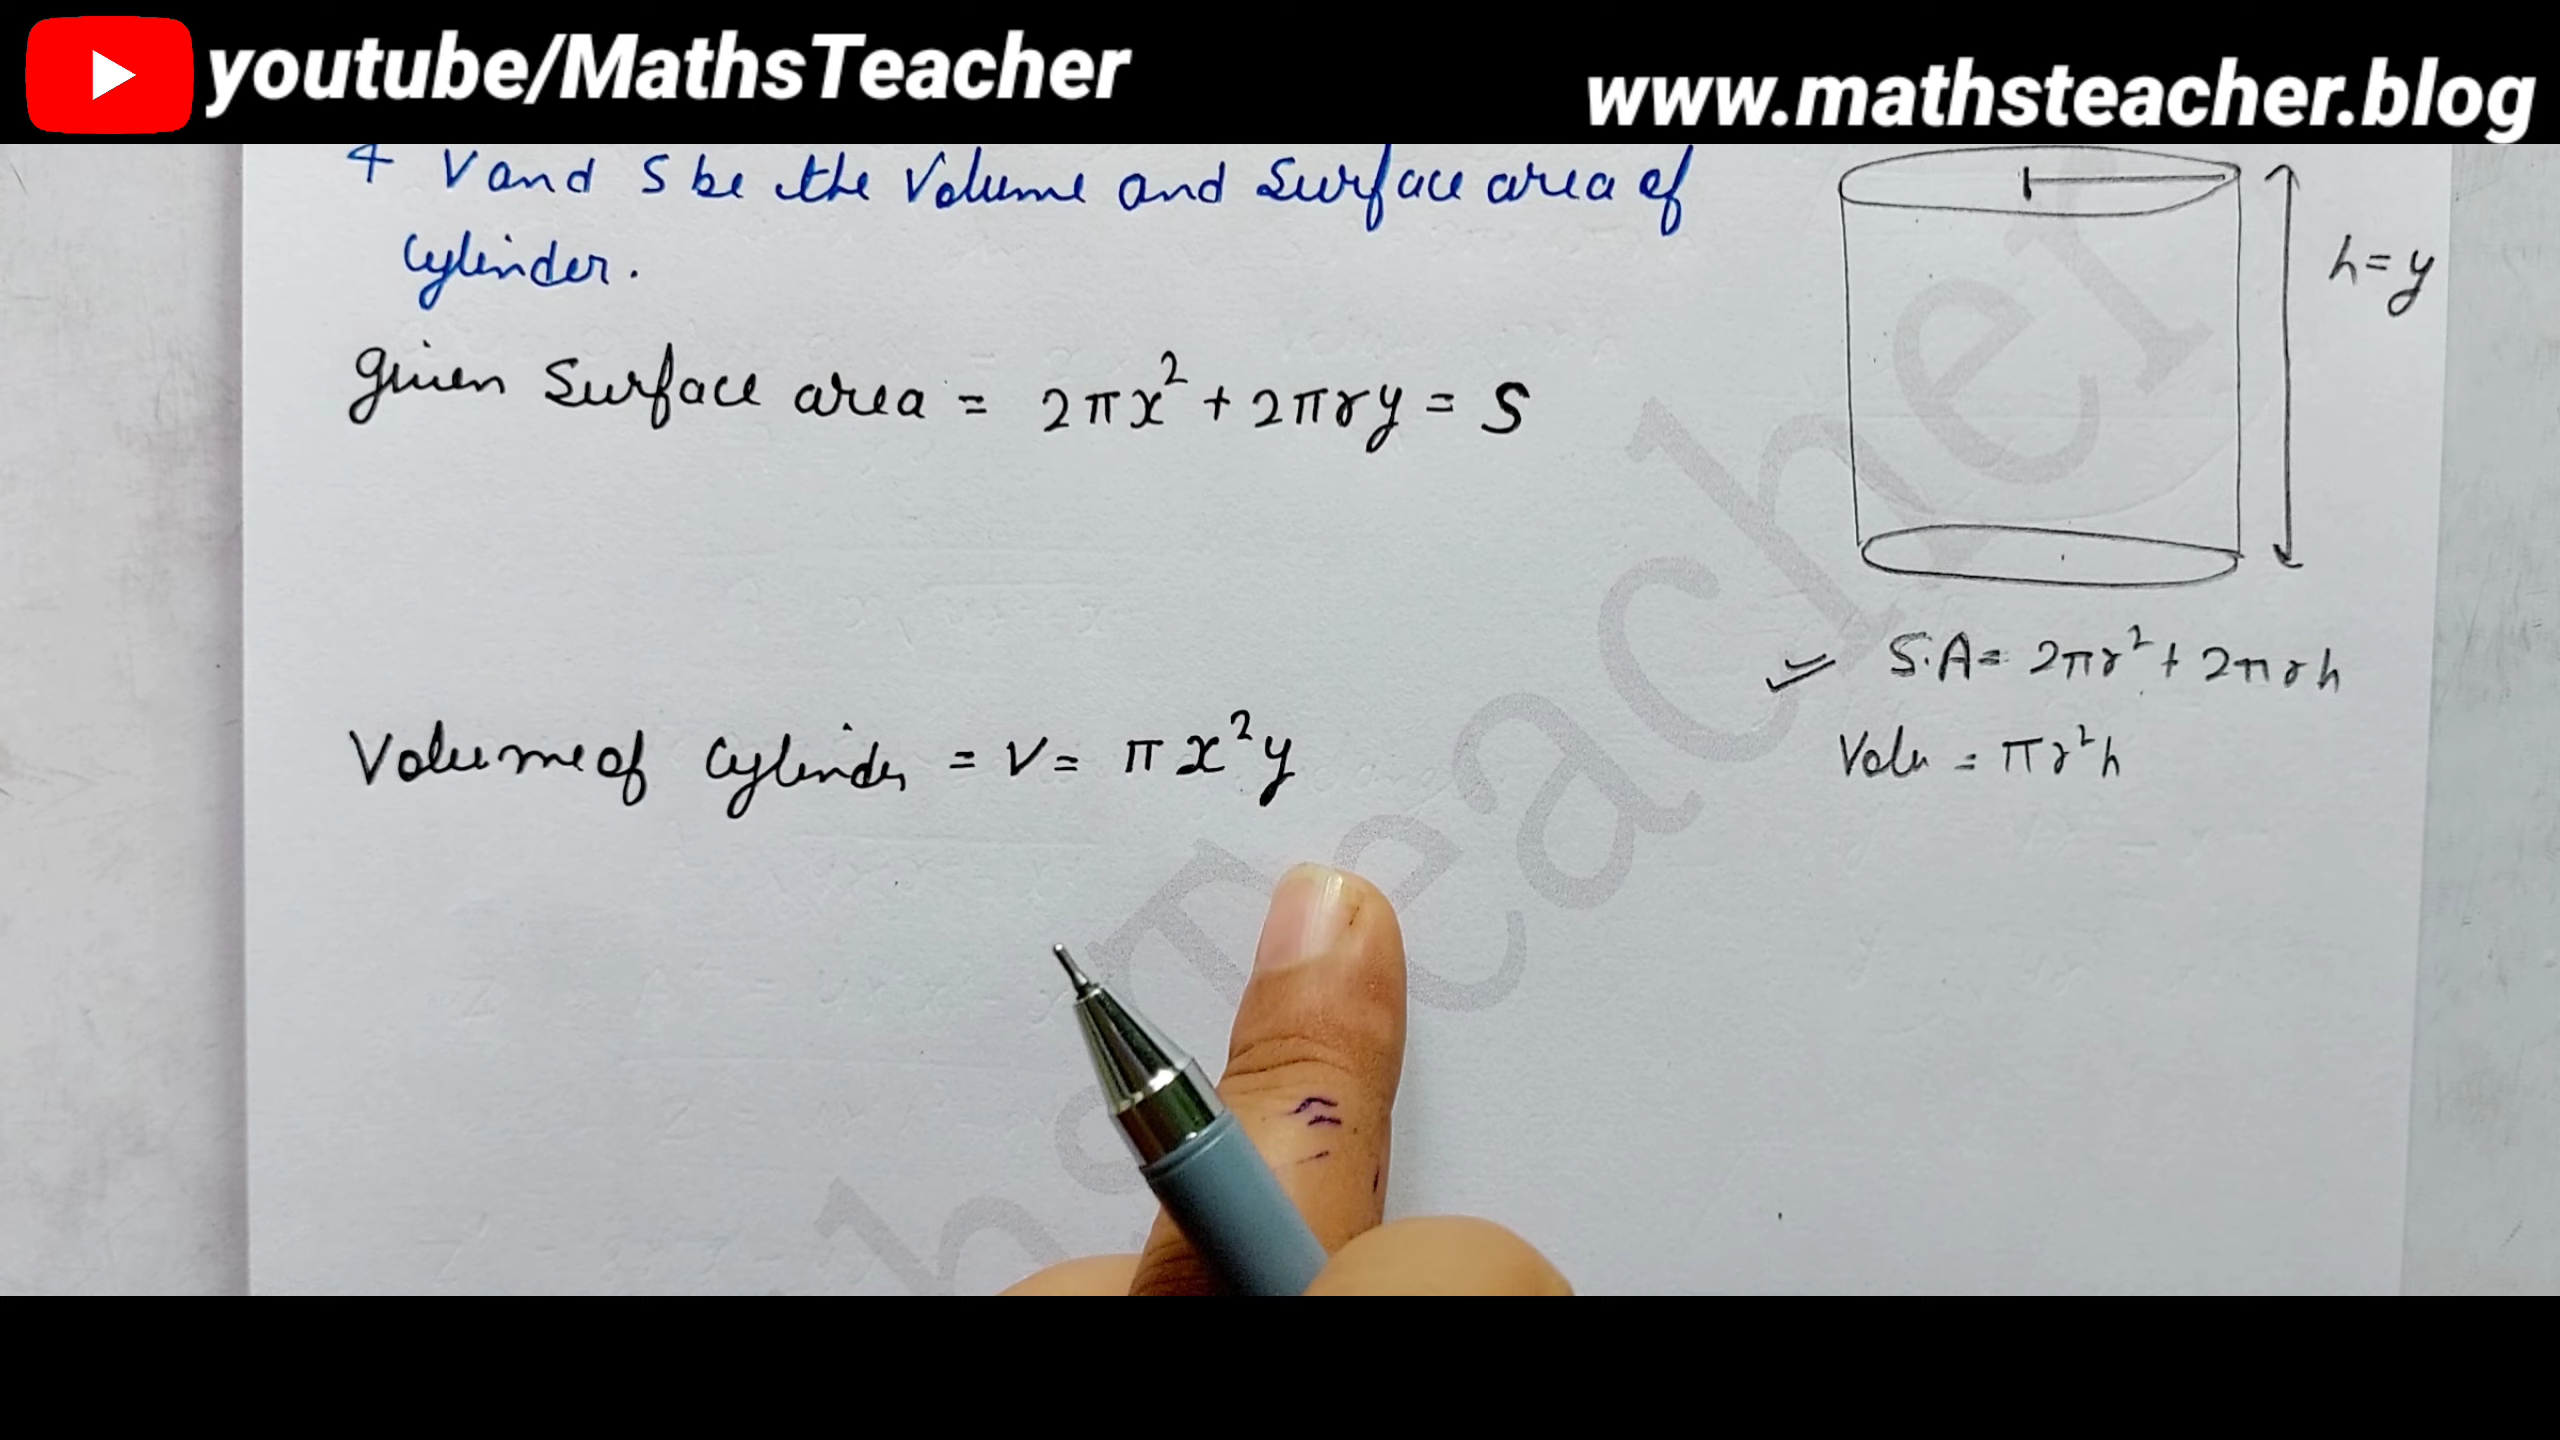 youtube/MathsTeacher
www.mathsteacher.blog
V and S be the Volume and Surface area of
Cylinder.
h = y
Given Surface area = 2πx² + 2πry = S
S.A = 2πr² + 2πrh
Volume of Cylinder = V = πx²y
Volu = πr²h